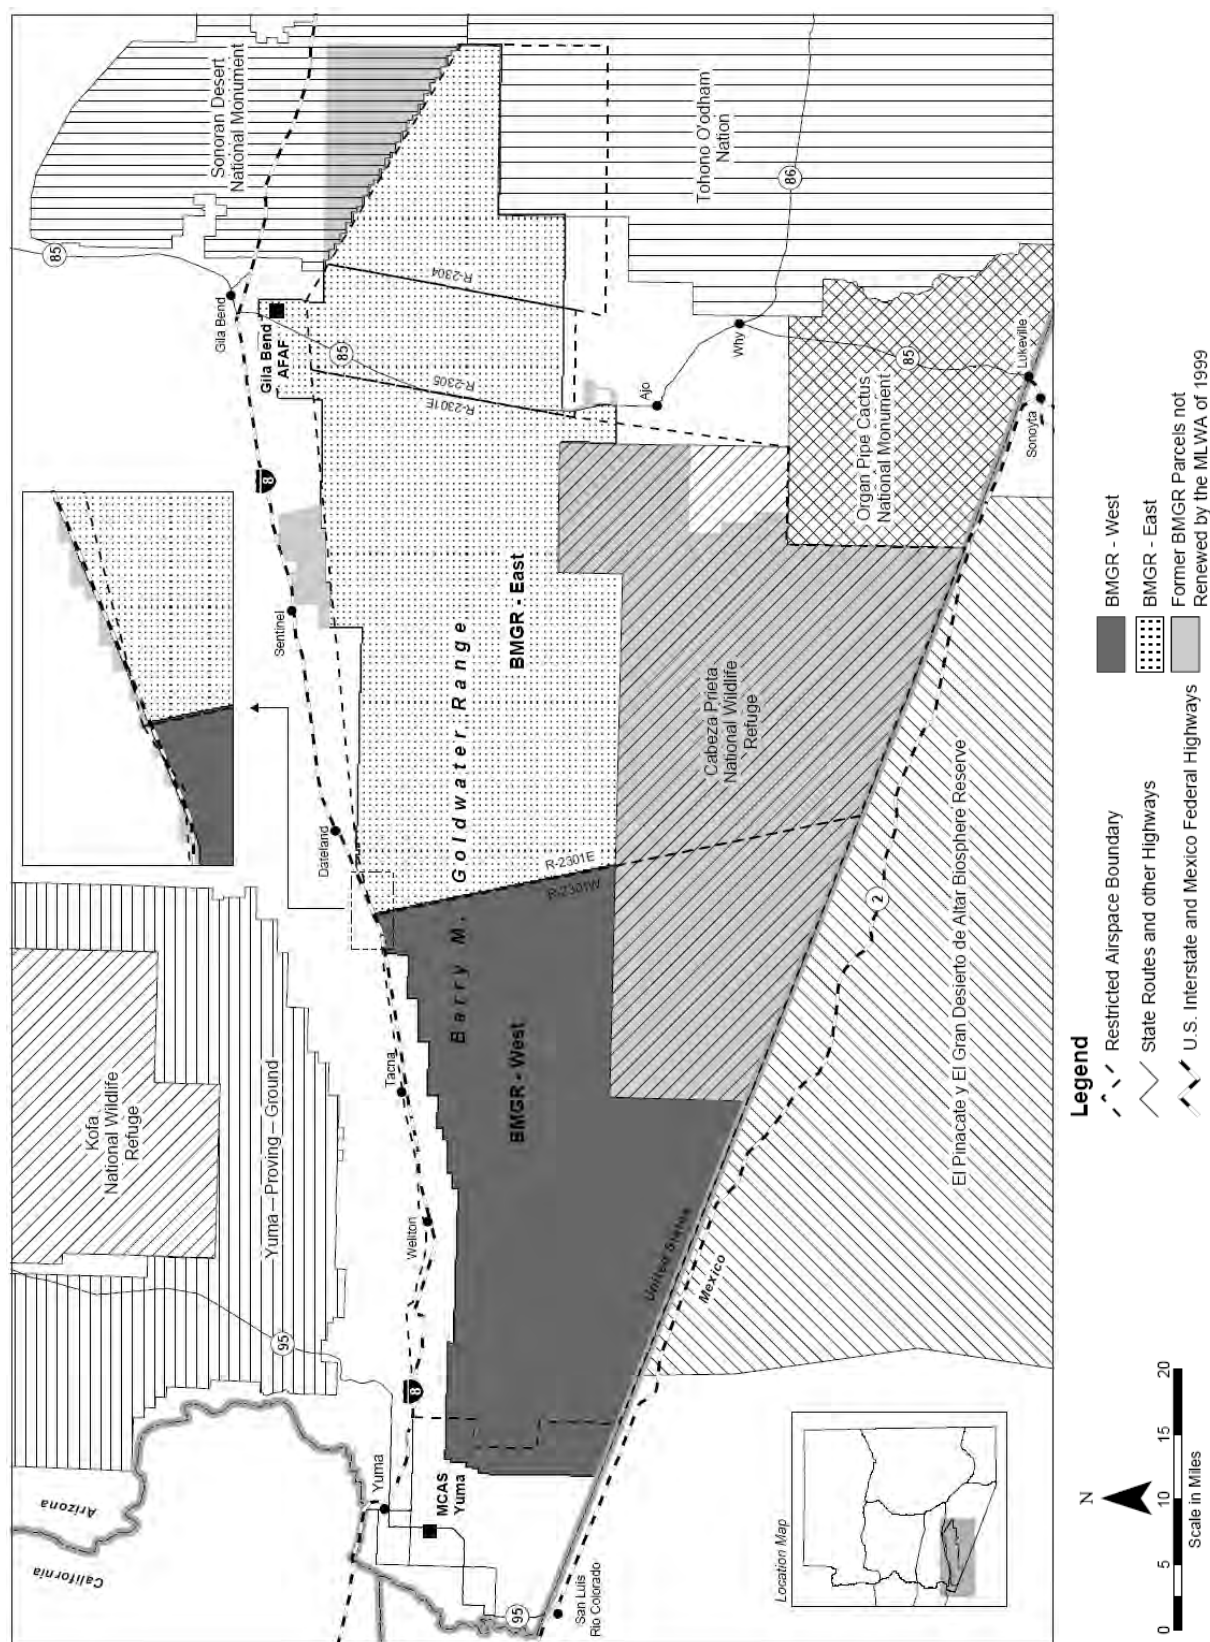 Sonoran Desert
National Monument
Tohono O'odham
Nation
85
86
Gila Bend
Gila Bend
AFAF
R-2304
85
R-2305
R-2301E
Ajo
Why
85
Lukeville
Sonoyta
Organ Pipe Cactus
National Monument
8
Sentinel
BMGR - East
Barry M. Goldwater Range
Cabeza Prieta
National Wildlife
Refuge
Dateland
R-2301E
R-2301W
2
El Pinacate y El Gran Desierto de Altar Biosphere Reserve
Kofa
National Wildlife
Refuge
Yuma Proving Ground
Tacna
BMGR - West
Wellton
United States
Mexico
95
8
Yuma
MCAS
Yuma
Arizona
California
95
San Luis
Rio Colorado
Location Map
Legend
Restricted Airspace Boundary
State Routes and other Highways
U.S. Interstate and Mexico Federal Highways
BMGR - West
BMGR - East
Former BMGR Parcels not
Renewed by the MLWA of 1999
N
0 5 10 15 20
Scale in Miles